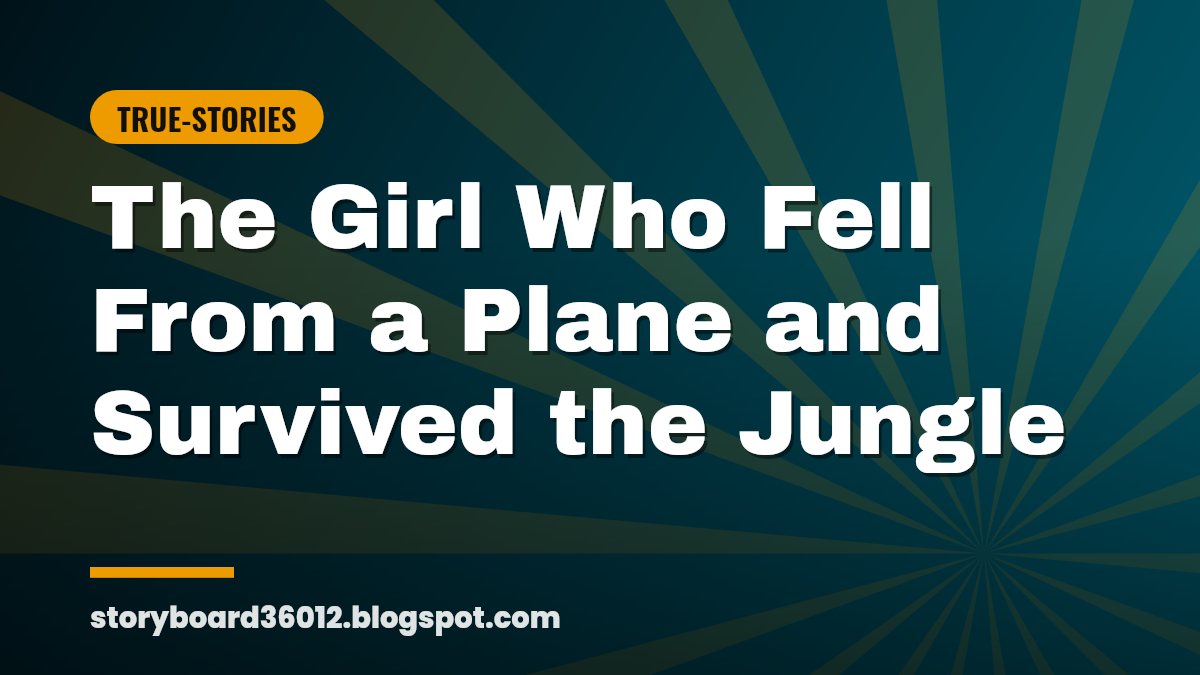 TRUE-STORIES
The Girl Who Fell
From a Plane and
Survived the Jungle
storyboard36012.blogspot.com